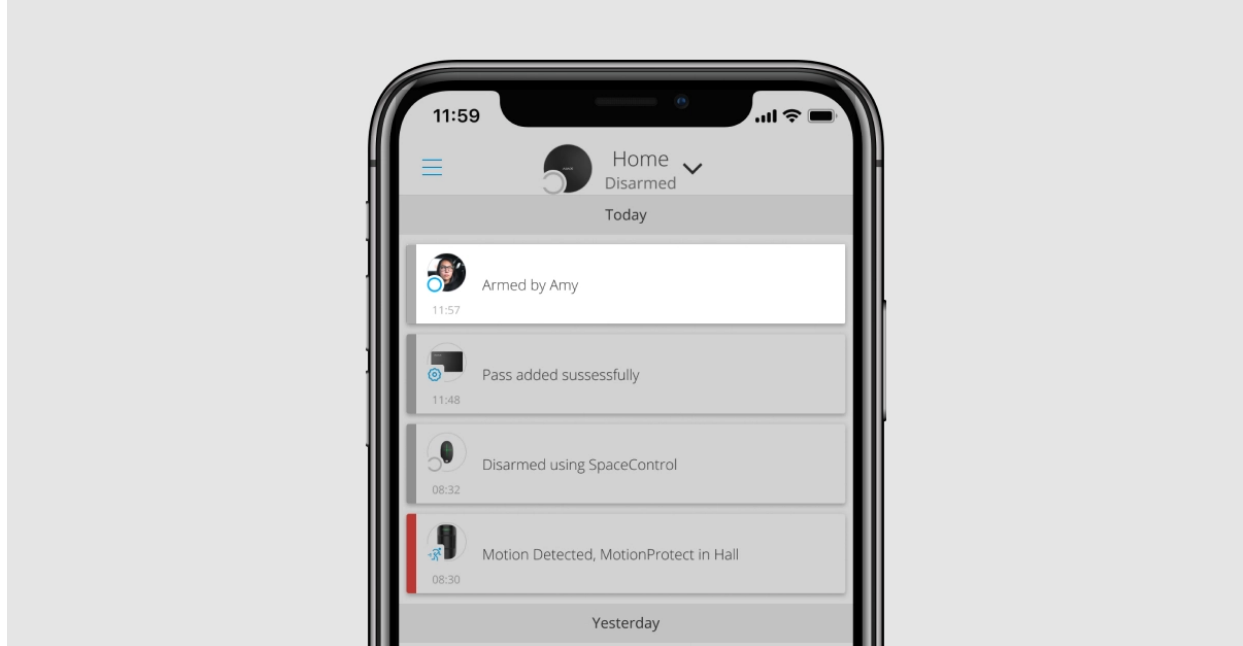 11:59
Home
Disarmed
Today
Armed by Amy
11:57
Pass added sussessfully
11:48
Disarmed using SpaceControl
08:32
Motion Detected, MotionProtect in Hall
08:30
Yesterday